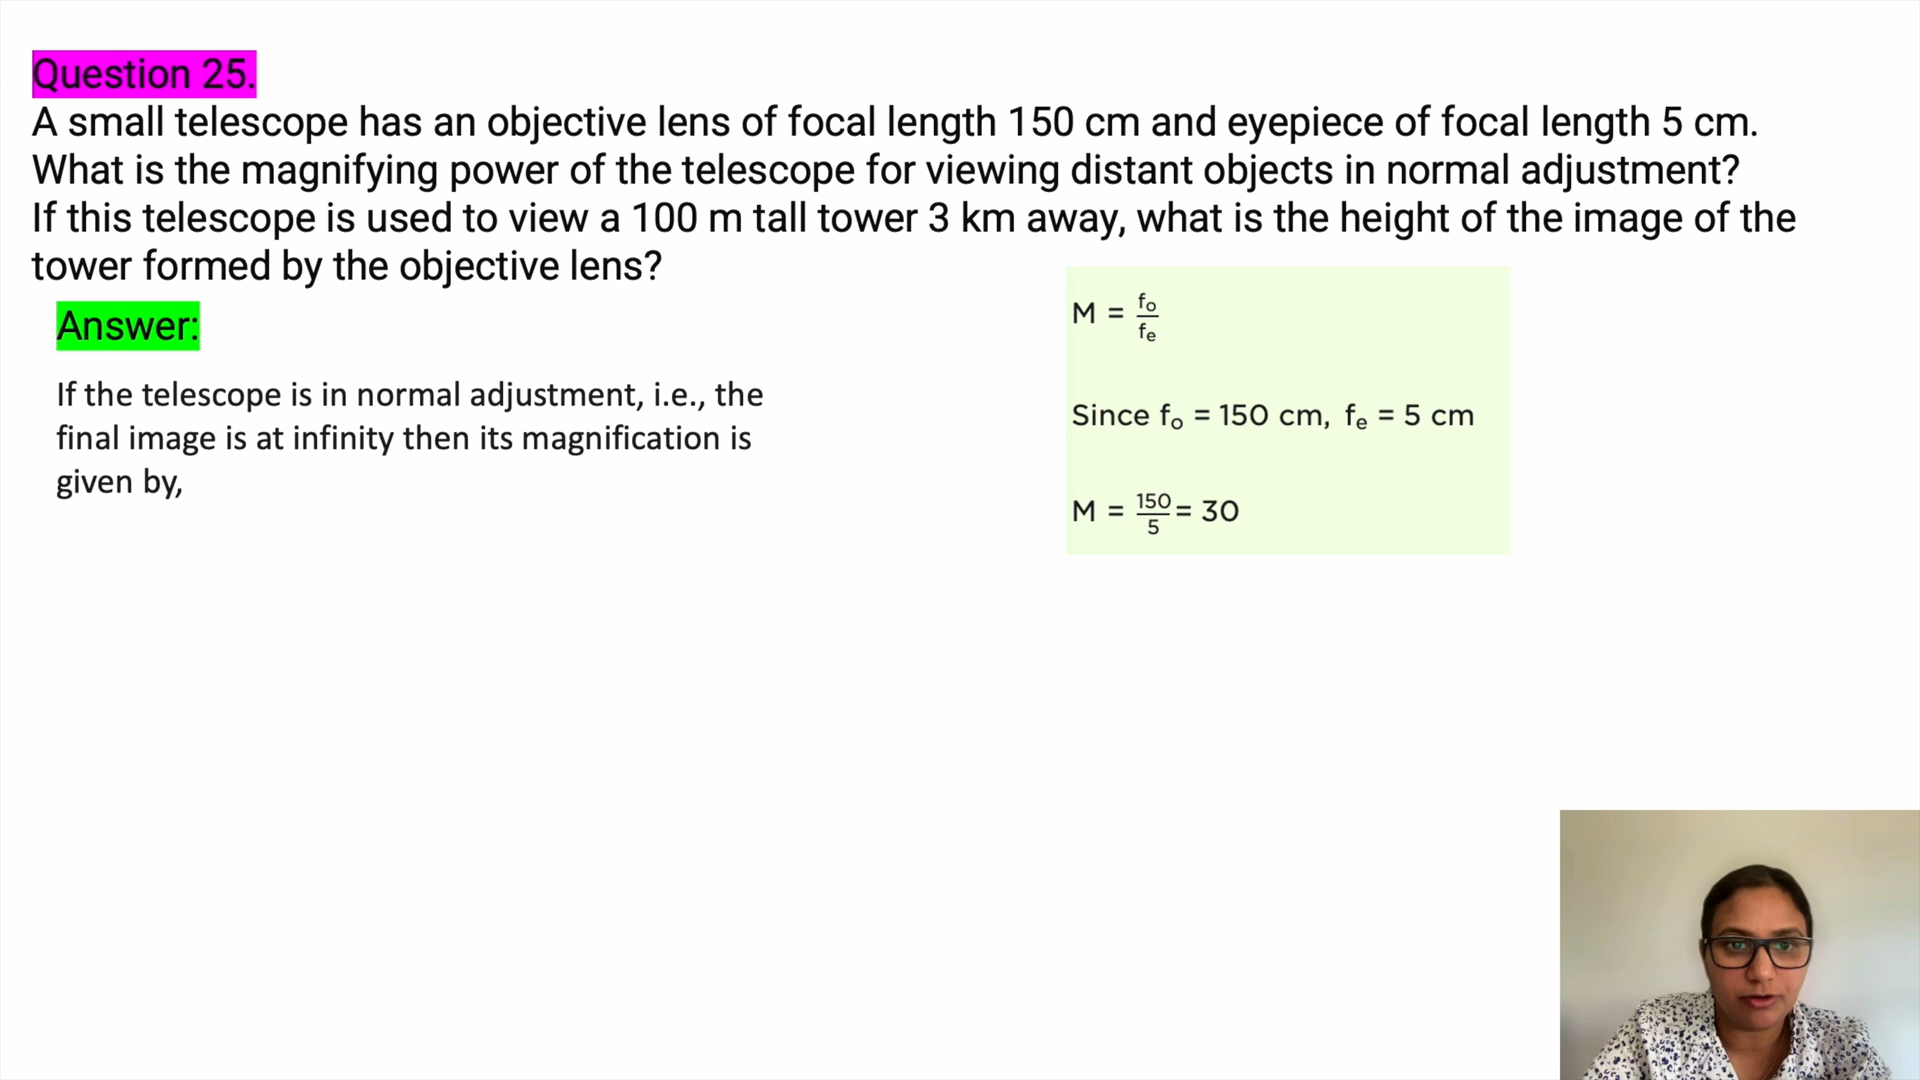 Question 25.
A small telescope has an objective lens of focal length 150 cm and eyepiece of focal length 5 cm.
What is the magnifying power of the telescope for viewing distant objects in normal adjustment?
If this telescope is used to view a 100 m tall tower 3 km away, what is the height of the image of the
tower formed by the objective lens?
Answer:
If the telescope is in normal adjustment, i.e., the
final image is at infinity then its magnification is
given by,
M = fₒ/fₑ
Since fₒ = 150 cm, fₑ = 5 cm
M = 150/5 = 30